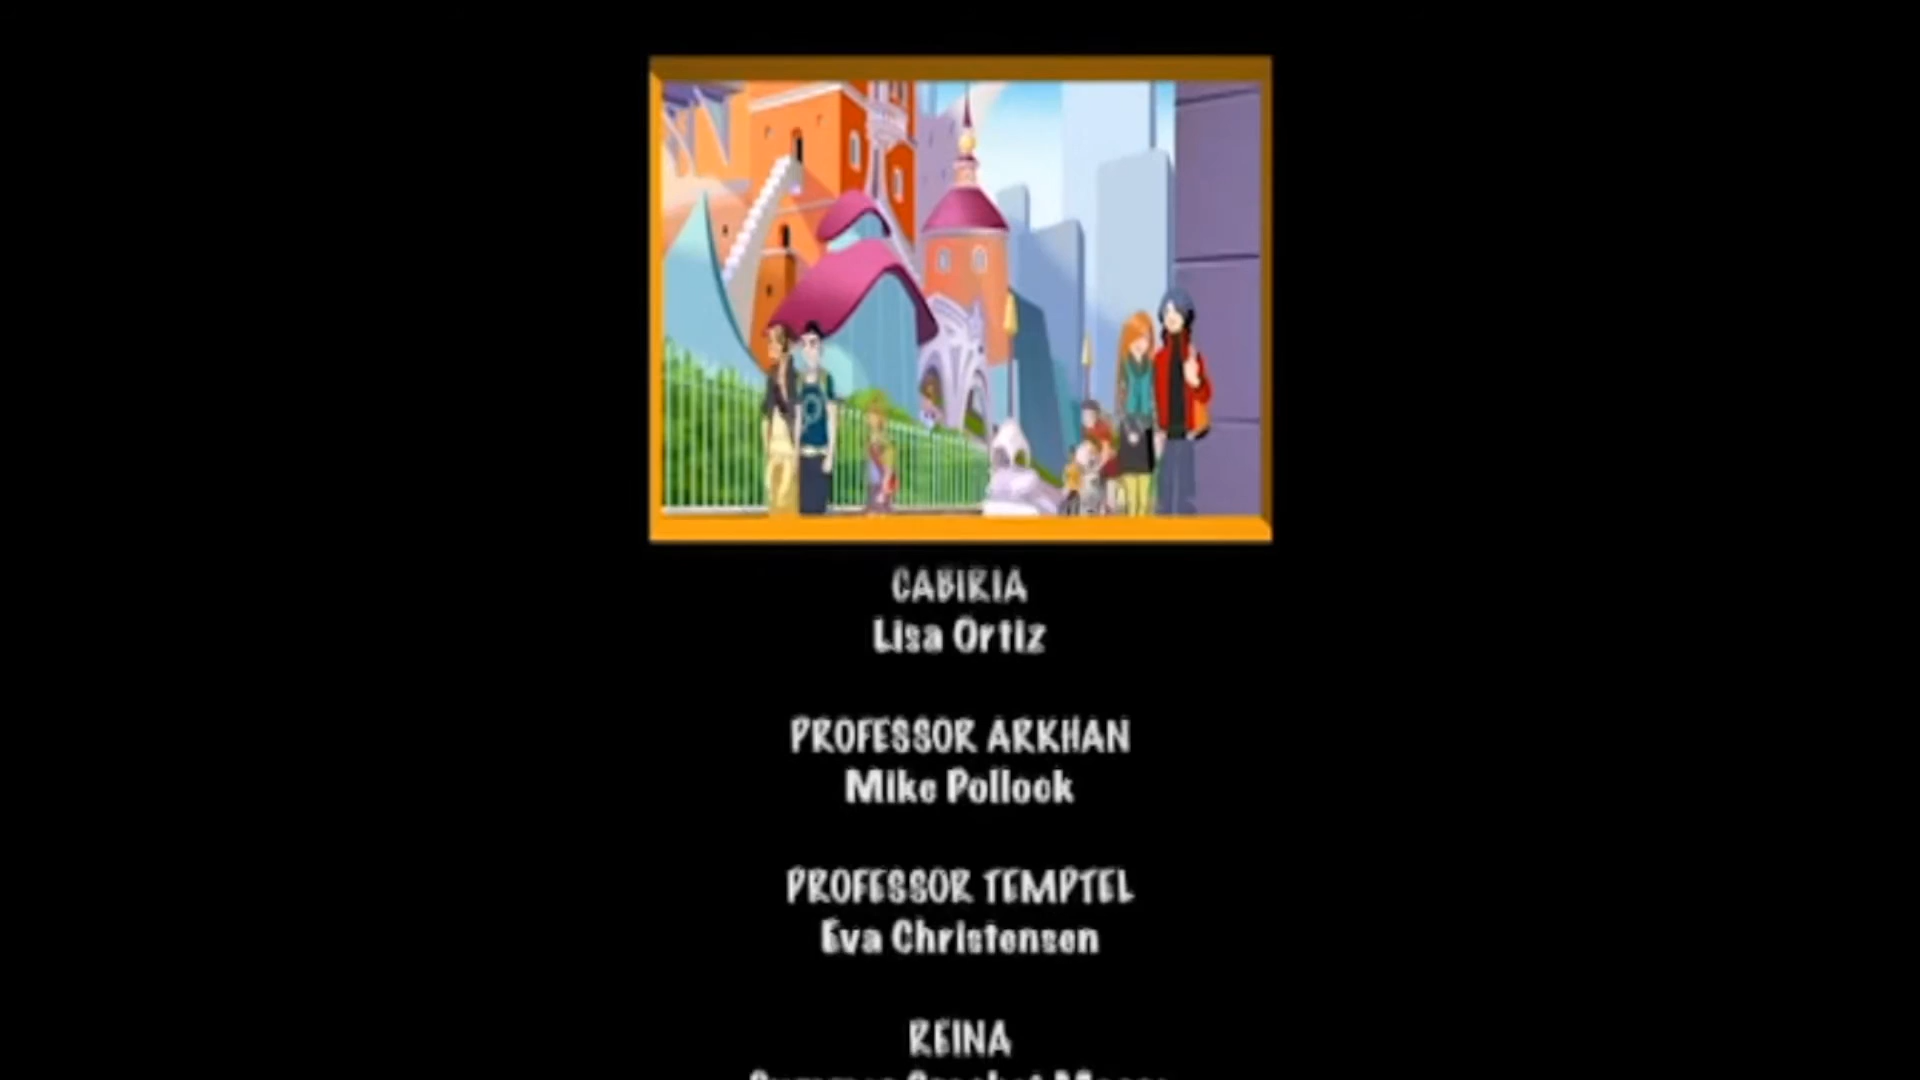 CABIRIA
Lisa Ortiz
PROFESSOR ARKHAN
Mike Pollock
PROFESSOR TEMPTEL
Eva Christensen
REINA